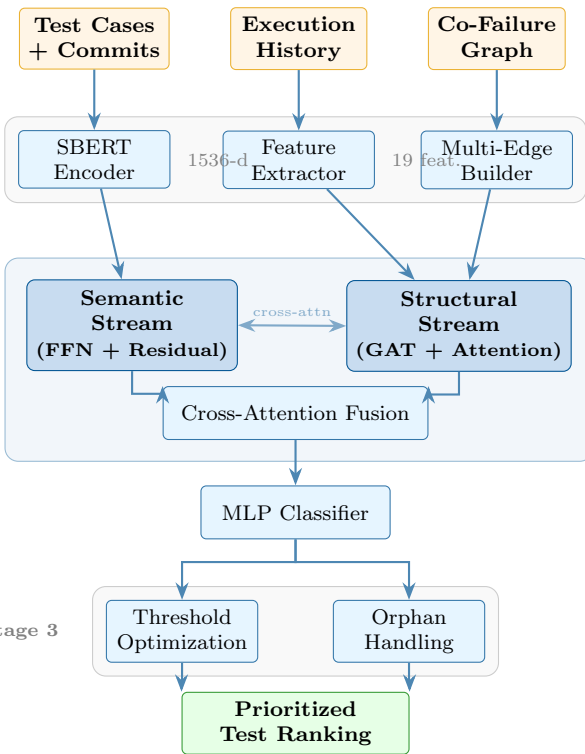 Test Cases
+ Commits
Execution
History
Co-Failure
Graph
SBERT
Encoder
1536-d
Feature
Extractor
19 feat.
Multi-Edge
Builder
Semantic
Stream
(FFN + Residual)
cross-attn
Structural
Stream
(GAT + Attention)
Cross-Attention Fusion
MLP Classifier
tage 3
Threshold
Optimization
Orphan
Handling
Prioritized
Test Ranking